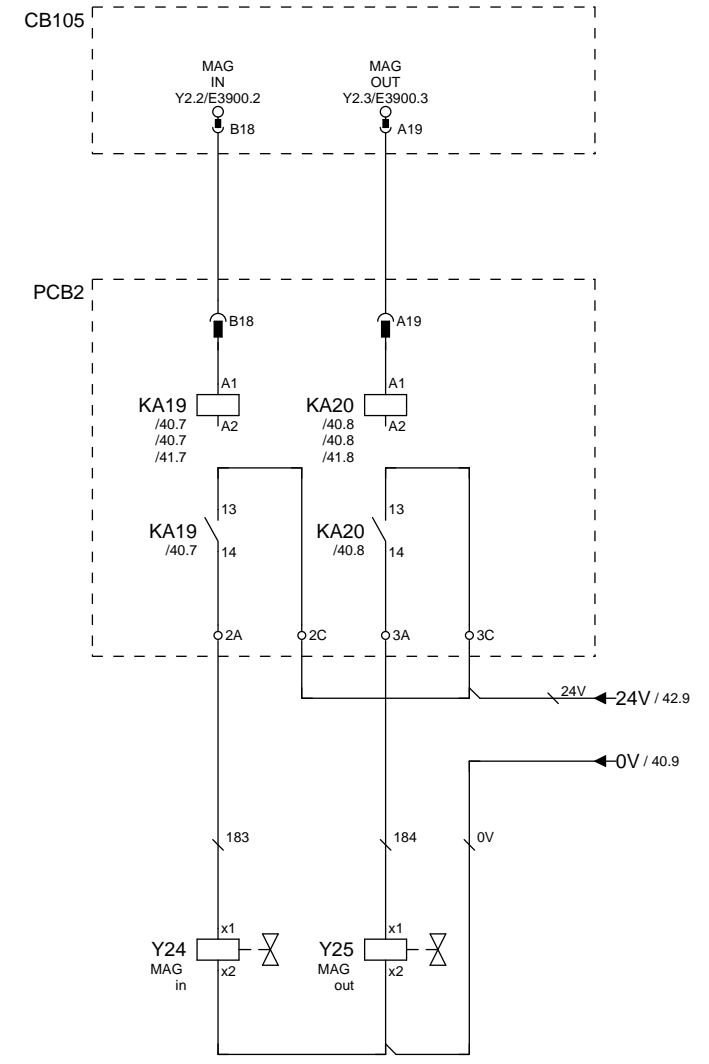 CB105
MAG
IN
Y2.2/E3900.2
B18
MAG
OUT
Y2.3/E3900.3
A19
PCB2
B18
A19
A1
KA19
/40.7
/40.7
/41.7
A2
A1
KA20
/40.8
/40.8
/41.8
A2
13
KA19
/40.7
14
13
KA20
/40.8
14
2A
2C
3A
3C
24V
24V / 42.9
0V / 40.9
183
184
0V
x1
Y24
MAG
in
x2
x1
Y25
MAG
out
x2